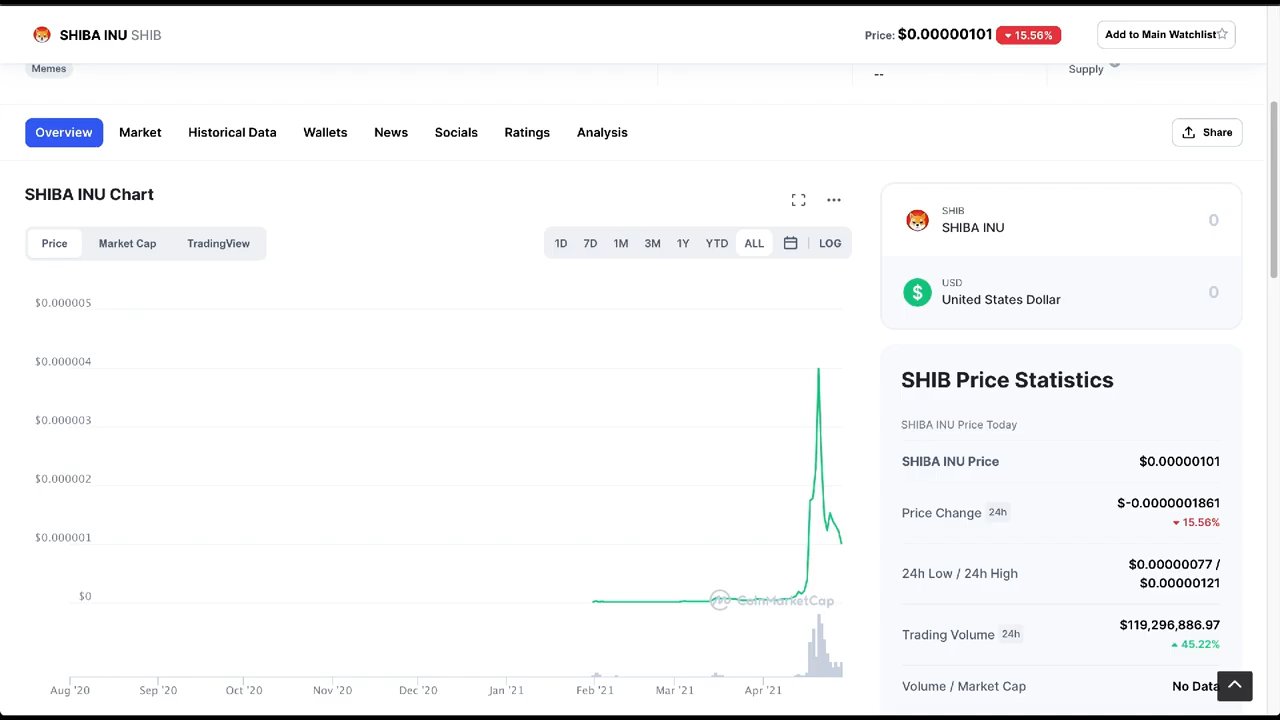 SHIBA INU SHIB
Price: $0.00000101 15.56%
Add to Main Watchlist
Memes
--
Supply
Overview Market Historical Data Wallets News Socials Ratings Analysis
Share
SHIBA INU Chart
Price Market Cap TradingView
1D 7D 1M 3M 1Y YTD ALL LOG
$0.000005
$0.000004
$0.000003
$0.000002
$0.000001
$0
CoinMarketCap
Aug '20 Sep '20 Oct '20 Nov '20 Dec '20 Jan '21 Feb '21 Mar '21 Apr '21
SHIB
SHIBA INU
0
USD
United States Dollar
0
SHIB Price Statistics
SHIBA INU Price Today
SHIBA INU Price $0.00000101
Price Change 24h $-0.0000001861
15.56%
24h Low / 24h High $0.00000077 /
$0.00000121
Trading Volume 24h $119,296,886.97
45.22%
Volume / Market Cap No Data